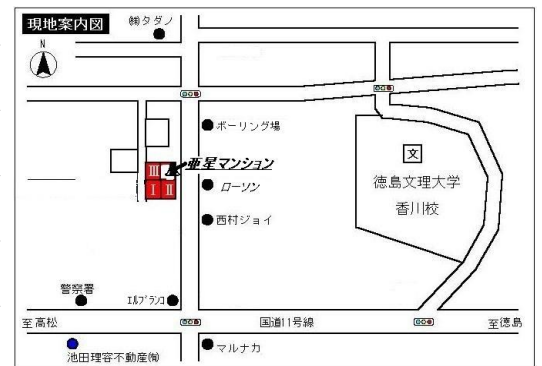 現地案内図
㈱タダノ
N
ボーリング場
亜星マンション
III
I II
ローソン
文
徳島文理大学
香川校
西村ジョイ
警察署
エルブランコ
至高松
国道11号線
至徳島
池田理容不動産㈱
マルナカ